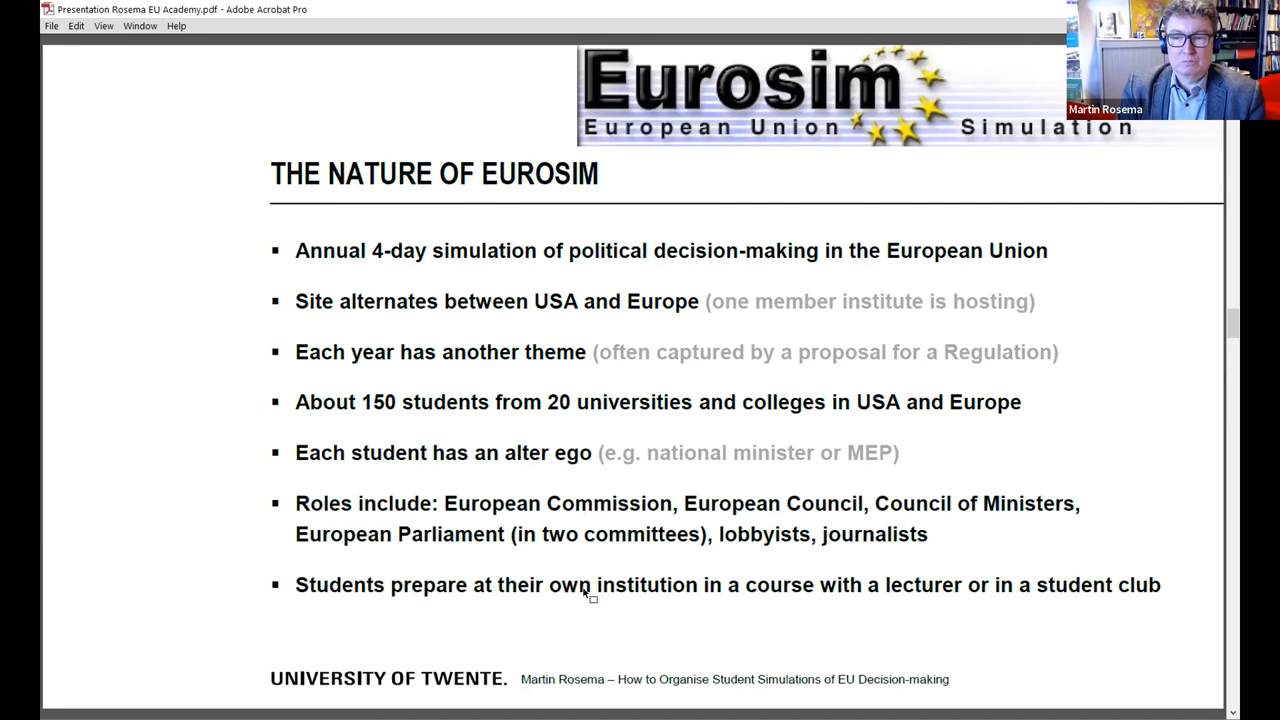 Presentation Rosema EU Academy.pdf - Adobe Acrobat Pro
File Edit View Window Help
Eurosim
European Union Simulation
Martin Rosema
THE NATURE OF EUROSIM
▪ Annual 4-day simulation of political decision-making in the European Union
▪ Site alternates between USA and Europe (one member institute is hosting)
▪ Each year has another theme (often captured by a proposal for a Regulation)
▪ About 150 students from 20 universities and colleges in USA and Europe
▪ Each student has an alter ego (e.g. national minister or MEP)
▪ Roles include: European Commission, European Council, Council of Ministers,
European Parliament (in two committees), lobbyists, journalists
▪ Students prepare at their own institution in a course with a lecturer or in a student club
UNIVERSITY OF TWENTE. Martin Rosema – How to Organise Student Simulations of EU Decision-making